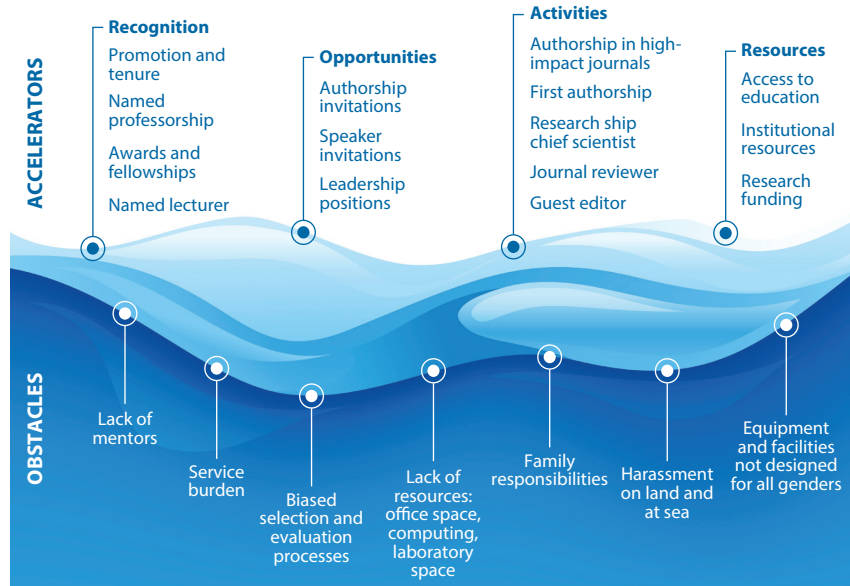 ACCELERATORS
Recognition
Promotion and
tenure
Named
professorship
Awards and
fellowships
Named lecturer
Opportunities
Authorship
invitations
Speaker
invitations
Leadership
positions
Activities
Authorship in high-
impact journals
First authorship
Research ship
chief scientist
Journal reviewer
Guest editor
Resources
Access to
education
Institutional
resources
Research
funding
OBSTACLES
Lack of
mentors
Service
burden
Biased
selection and
evaluation
processes
Lack of
resources:
office space,
computing,
laboratory
space
Family
responsibilities
Harassment
on land and
at sea
Equipment
and facilities
not designed
for all genders